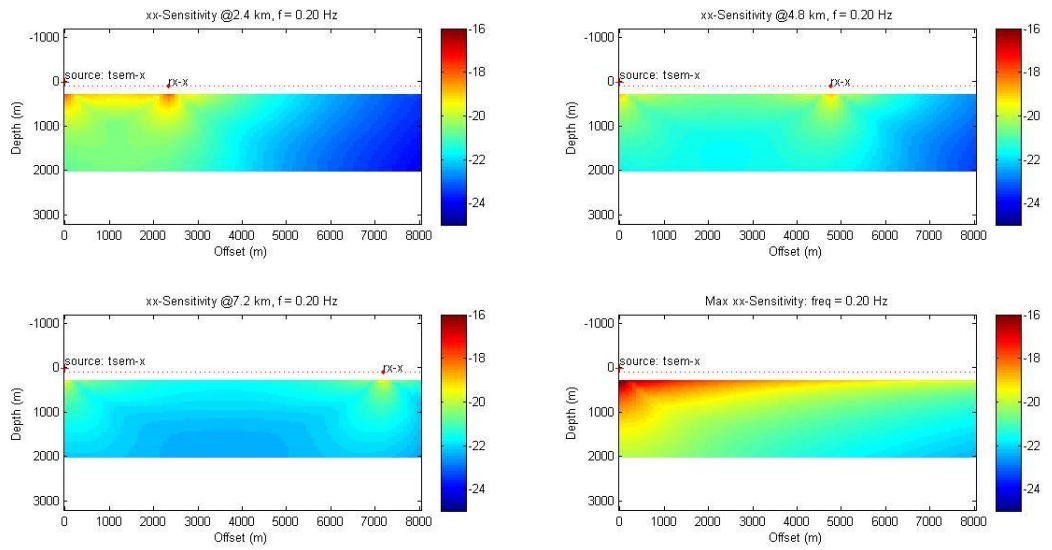 xx-Sensitivity @2.4 km, f = 0.20 Hz
-1000
0
1000
2000
3000
Depth (m)
source: tsem-x
rx-x
0 1000 2000 3000 4000 5000 6000 7000 8000
Offset (m)
-16
-18
-20
-22
-24
xx-Sensitivity @4.8 km, f = 0.20 Hz
-1000
0
1000
2000
3000
Depth (m)
source: tsem-x
rx-x
0 1000 2000 3000 4000 5000 6000 7000 8000
Offset (m)
-16
-18
-20
-22
-24
xx-Sensitivity @7.2 km, f = 0.20 Hz
-1000
0
1000
2000
3000
Depth (m)
source: tsem-x
rx-x
0 1000 2000 3000 4000 5000 6000 7000 8000
Offset (m)
-16
-18
-20
-22
-24
Max xx-Sensitivity: freq = 0.20 Hz
-1000
0
1000
2000
3000
Depth (m)
source: tsem-x
0 1000 2000 3000 4000 5000 6000 7000 8000
Offset (m)
-16
-18
-20
-22
-24